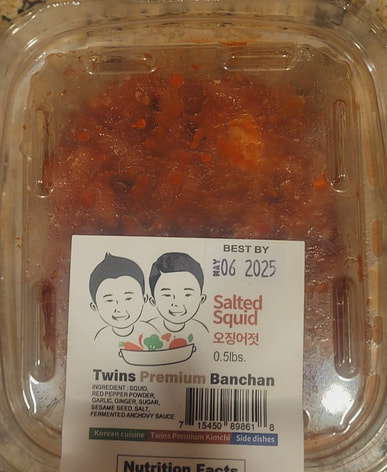 BEST BY
MAY 06 2025
Salted
Squid
오징어젓
0.5lbs.
Twins Premium Banchan
INGREDIENT : SQUID,
RED PEPPER POWDER,
GARLIC, GINGER, SUGAR,
SESAME SEED, SALT,
FERMENTED ANCHOVY SAUCE
7 15450 89861 8
Korean cuisine Twins Premium Kimchi Side dishes
Nutrition Facts